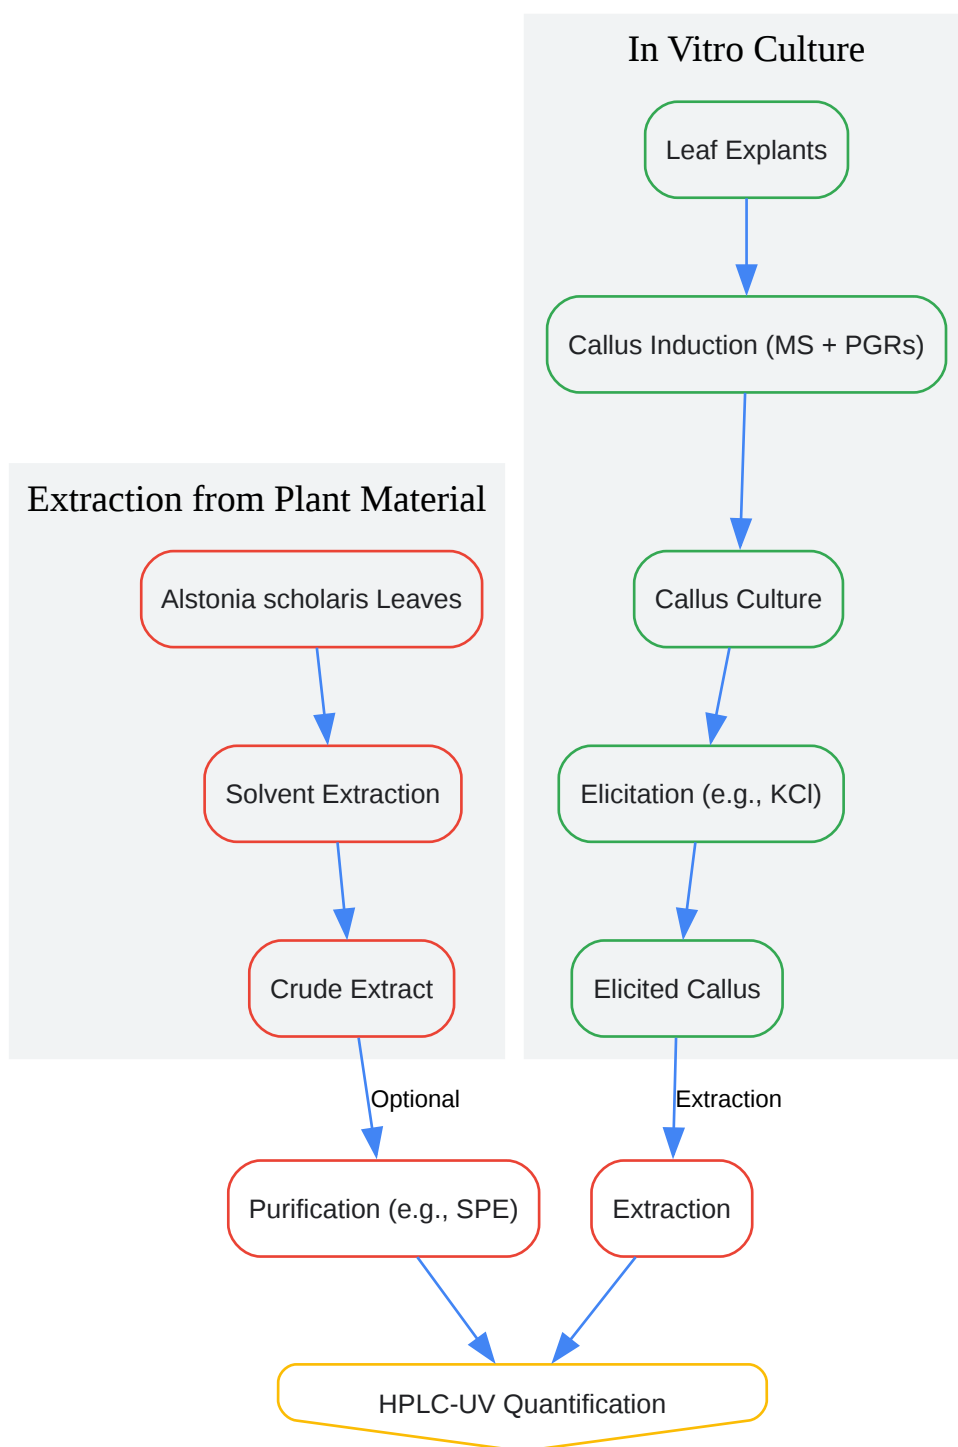 In Vitro Culture
Leaf Explants
Callus Induction (MS + PGRs)
Extraction from Plant Material
Alstonia scholaris Leaves
Callus Culture
Solvent Extraction
Elicitation (e.g., KCl)
Crude Extract
Elicited Callus
Optional
Extraction
Purification (e.g., SPE)
Extraction
HPLC-UV Quantification